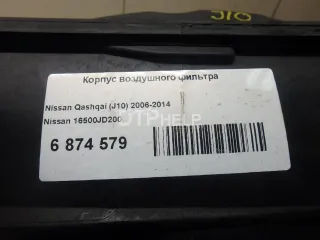 J10
Корпус воздушного фильтра
Nissan Qashqai (J10) 2006-2014
Nissan 16500JD200
6 874 579